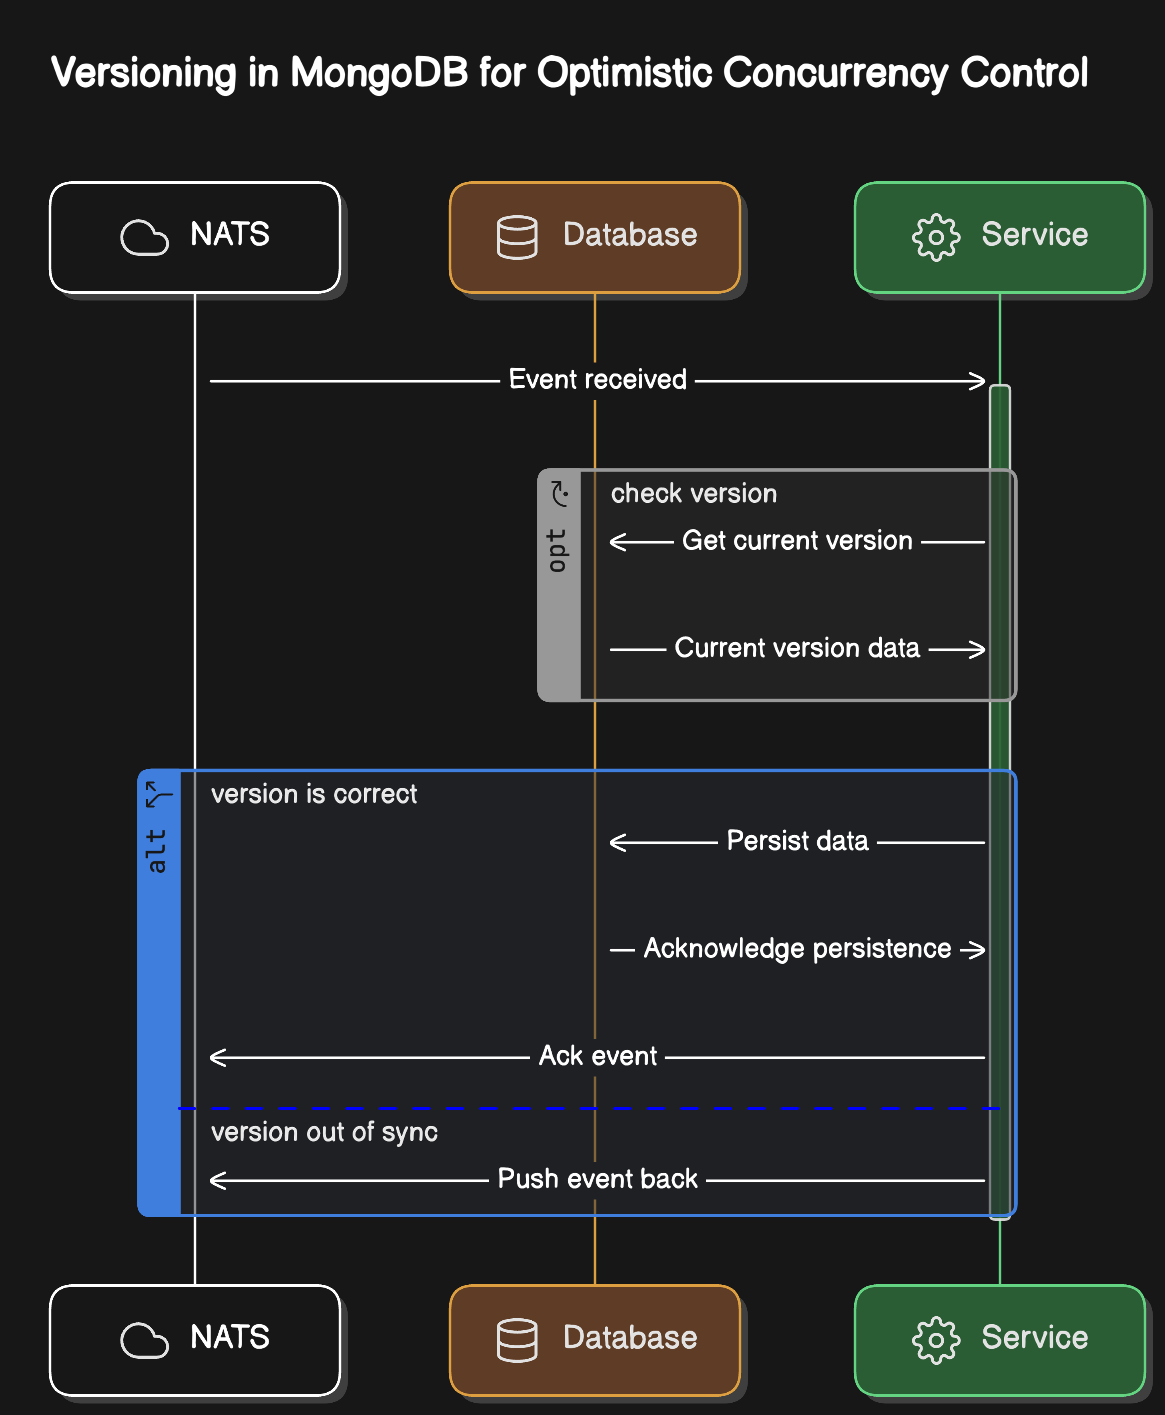 Versioning in MongoDB for Optimistic Concurrency Control
NATS
Database
Service
Event received
opt
check version
Get current version
Current version data
alt
version is correct
Persist data
Acknowledge persistence
Ack event
version out of sync
Push event back
NATS
Database
Service